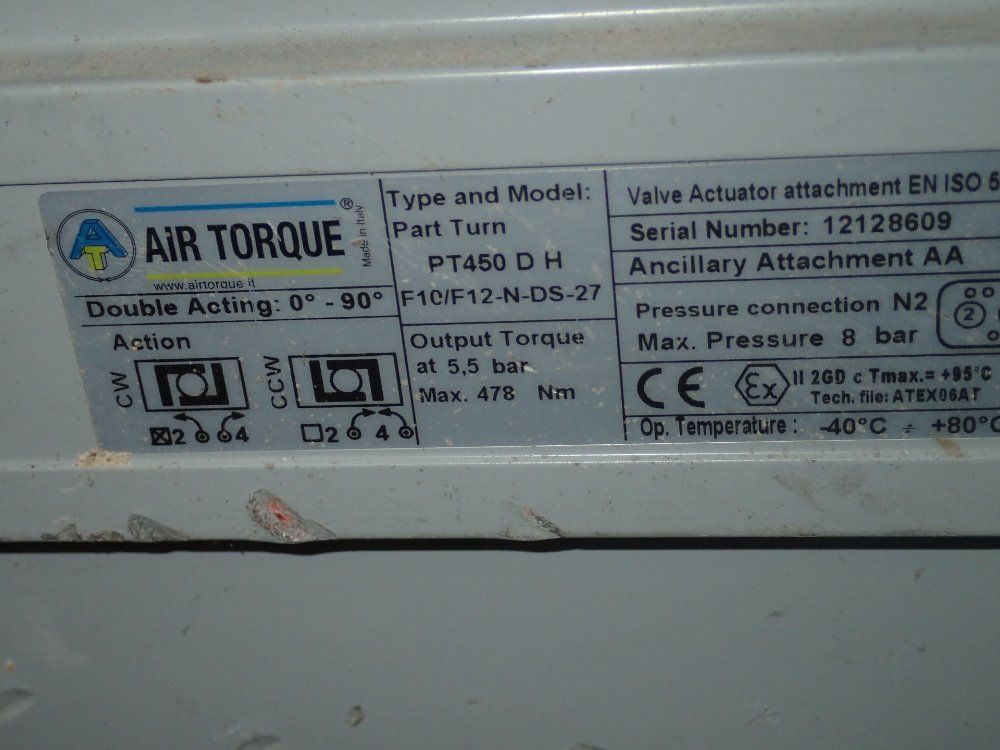 AT
AiR TORQUE ®
Made in Italy
www.airtorque.it
Double Acting: 0° - 90°
Action
CW
CCW
☒2 4
☐2 4
Type and Model:
Part Turn
PT450 D H
F10/F12-N-DS-27
Output Torque
at 5,5 bar
Max. 478 Nm
Valve Actuator attachment EN ISO 5
Serial Number: 12128609
Ancillary Attachment AA
Pressure connection N2
Max. Pressure 8 bar
2
CE Ex II 2GD c Tmax.= +95°C
Tech. file: ATEX06AT
Op. Temperature : -40°C ÷ +80°C